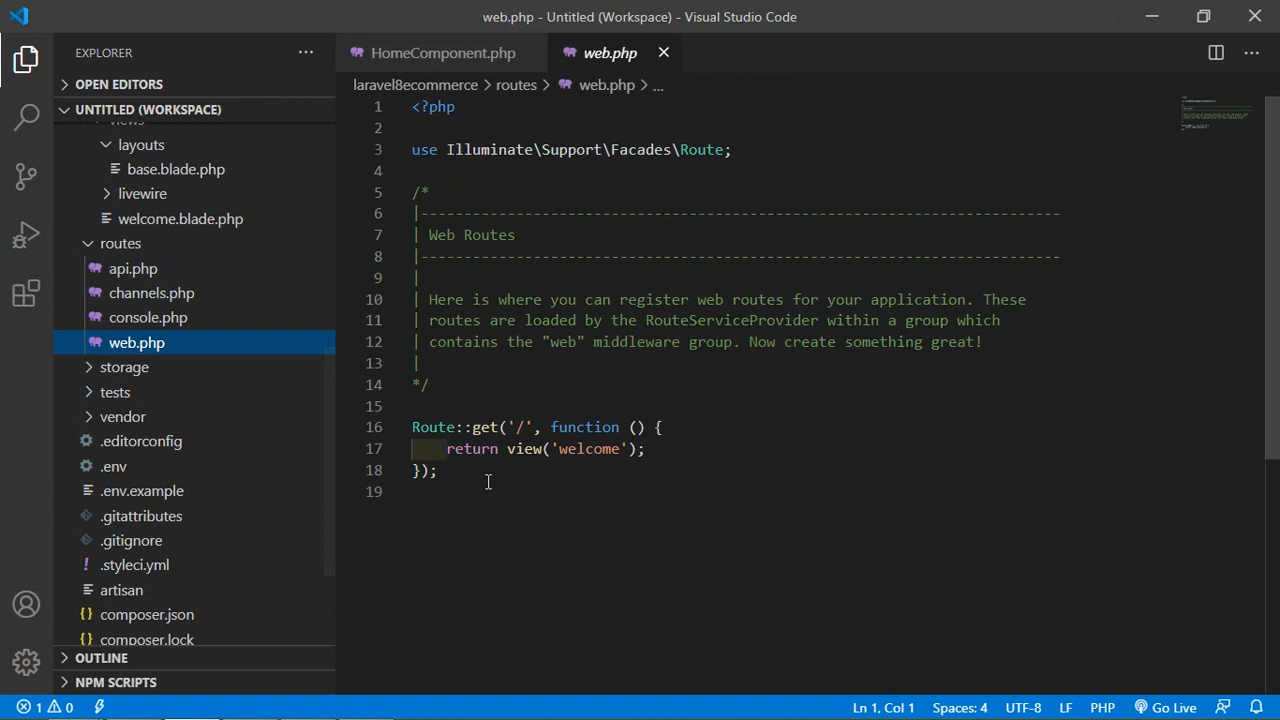 web.php - Untitled (Workspace) - Visual Studio Code
EXPLORER
OPEN EDITORS
UNTITLED (WORKSPACE)
views
layouts
base.blade.php
livewire
welcome.blade.php
routes
api.php
channels.php
console.php
web.php
storage
tests
vendor
.editorconfig
.env
.env.example
.gitattributes
.gitignore
.styleci.yml
artisan
composer.json
composer.lock
OUTLINE
NPM SCRIPTS
HomeComponent.php
web.php
laravel8ecommerce > routes > web.php > ...
1 <?php
2
3 use Illuminate\Support\Facades\Route;
4
5 /*
6 |--------------------------------------------------------------------------
7 | Web Routes
8 |--------------------------------------------------------------------------
9 |
10 | Here is where you can register web routes for your application. These
11 | routes are loaded by the RouteServiceProvider within a group which
12 | contains the "web" middleware group. Now create something great!
13 |
14 */
15
16 Route::get('/', function () {
17     return view('welcome');
18 });
19
1 0
Ln 1, Col 1 Spaces: 4 UTF-8 LF PHP Go Live